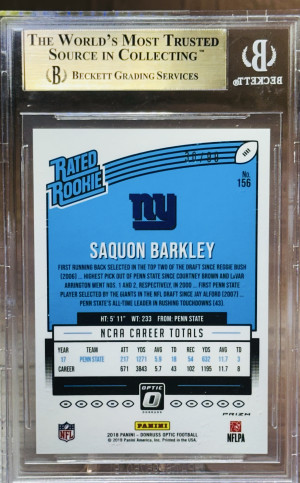 THE WORLD'S MOST TRUSTED
SOURCE IN COLLECTING™
BECKETT GRADING SERVICES
BECKETT
RATED
ROOKIE
No.
156
ny
SAQUON BARKLEY
FIRST RUNNING BACK SELECTED IN THE TOP TWO OF THE DRAFT SINCE REGGIE BUSH
(2006) ... HIGHEST PICK OUT OF PENN STATE SINCE COURTNEY BROWN AND LaVAR
ARRINGTON WENT NOS. 1 AND 2, RESPECTIVELY, IN 2000 ... FIRST PENN STATE
PLAYER SELECTED BY THE GIANTS IN THE NFL DRAFT SINCE JAY ALFORD (2007) ...
PENN STATE'S ALL-TIME LEADER IN RUSHING TOUCHDOWNS (43)
HT: 5' 11" WT: 233 FROM: PENN STATE
NCAA CAREER TOTALS
YEAR TEAM ATT YDS AVG TD REC YDS AVG TD
17 PENN STATE 217 1271 5.9 18 54 632 11.7 3
CAREER 671 3843 5.7 43 102 1195 11.7 8
OPTIC
DONRUSS
PRIZM
NFL
PANINI
NFLPA
2018 PANINI - DONRUSS OPTIC FOOTBALL
© 2019 Panini America, Inc. Printed in the USA.